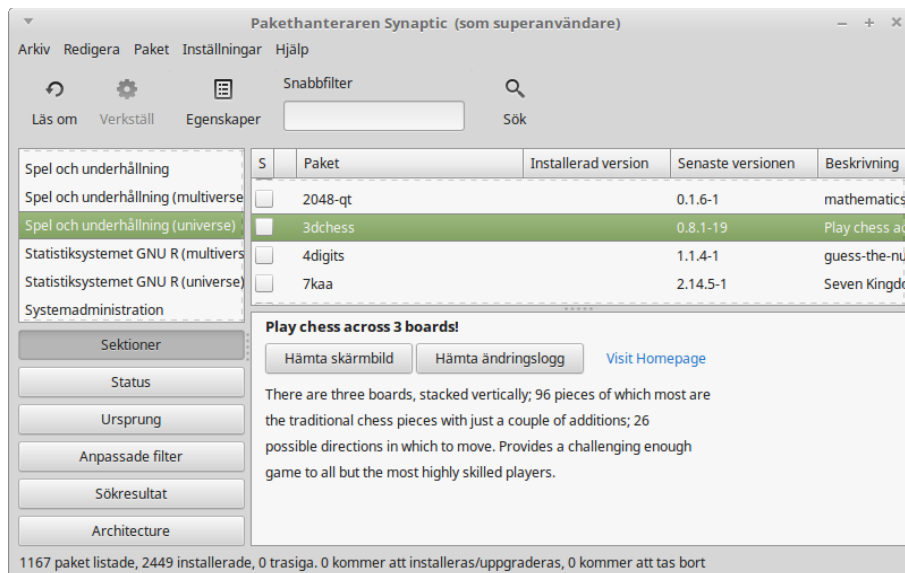 Pakethanteraren Synaptic (som superanvändare)
Arkiv Redigera Paket Inställningar Hjälp
Snabbfilter
Läs om Verkställ Egenskaper Sök
Spel och underhållning
Spel och underhållning (multiverse
Spel och underhållning (universe)
Statistiksystemet GNU R (multivers
Statistiksystemet GNU R (universe)
Systemadministration
Sektioner
Status
Ursprung
Anpassade filter
Sökresultat
Architecture
S Paket Installerad version Senaste versionen Beskrivning
2048-qt 0.1.6-1 mathematics
3dchess 0.8.1-19 Play chess ac
4digits 1.1.4-1 guess-the-nu
7kaa 2.14.5-1 Seven Kingdo
Play chess across 3 boards!
Hämta skärmbild Hämta ändringslogg Visit Homepage
There are three boards, stacked vertically; 96 pieces of which most are
the traditional chess pieces with just a couple of additions; 26
possible directions in which to move. Provides a challenging enough
game to all but the most highly skilled players.
1167 paket listade, 2449 installerade, 0 trasiga. 0 kommer att installeras/uppgraderas, 0 kommer att tas bort